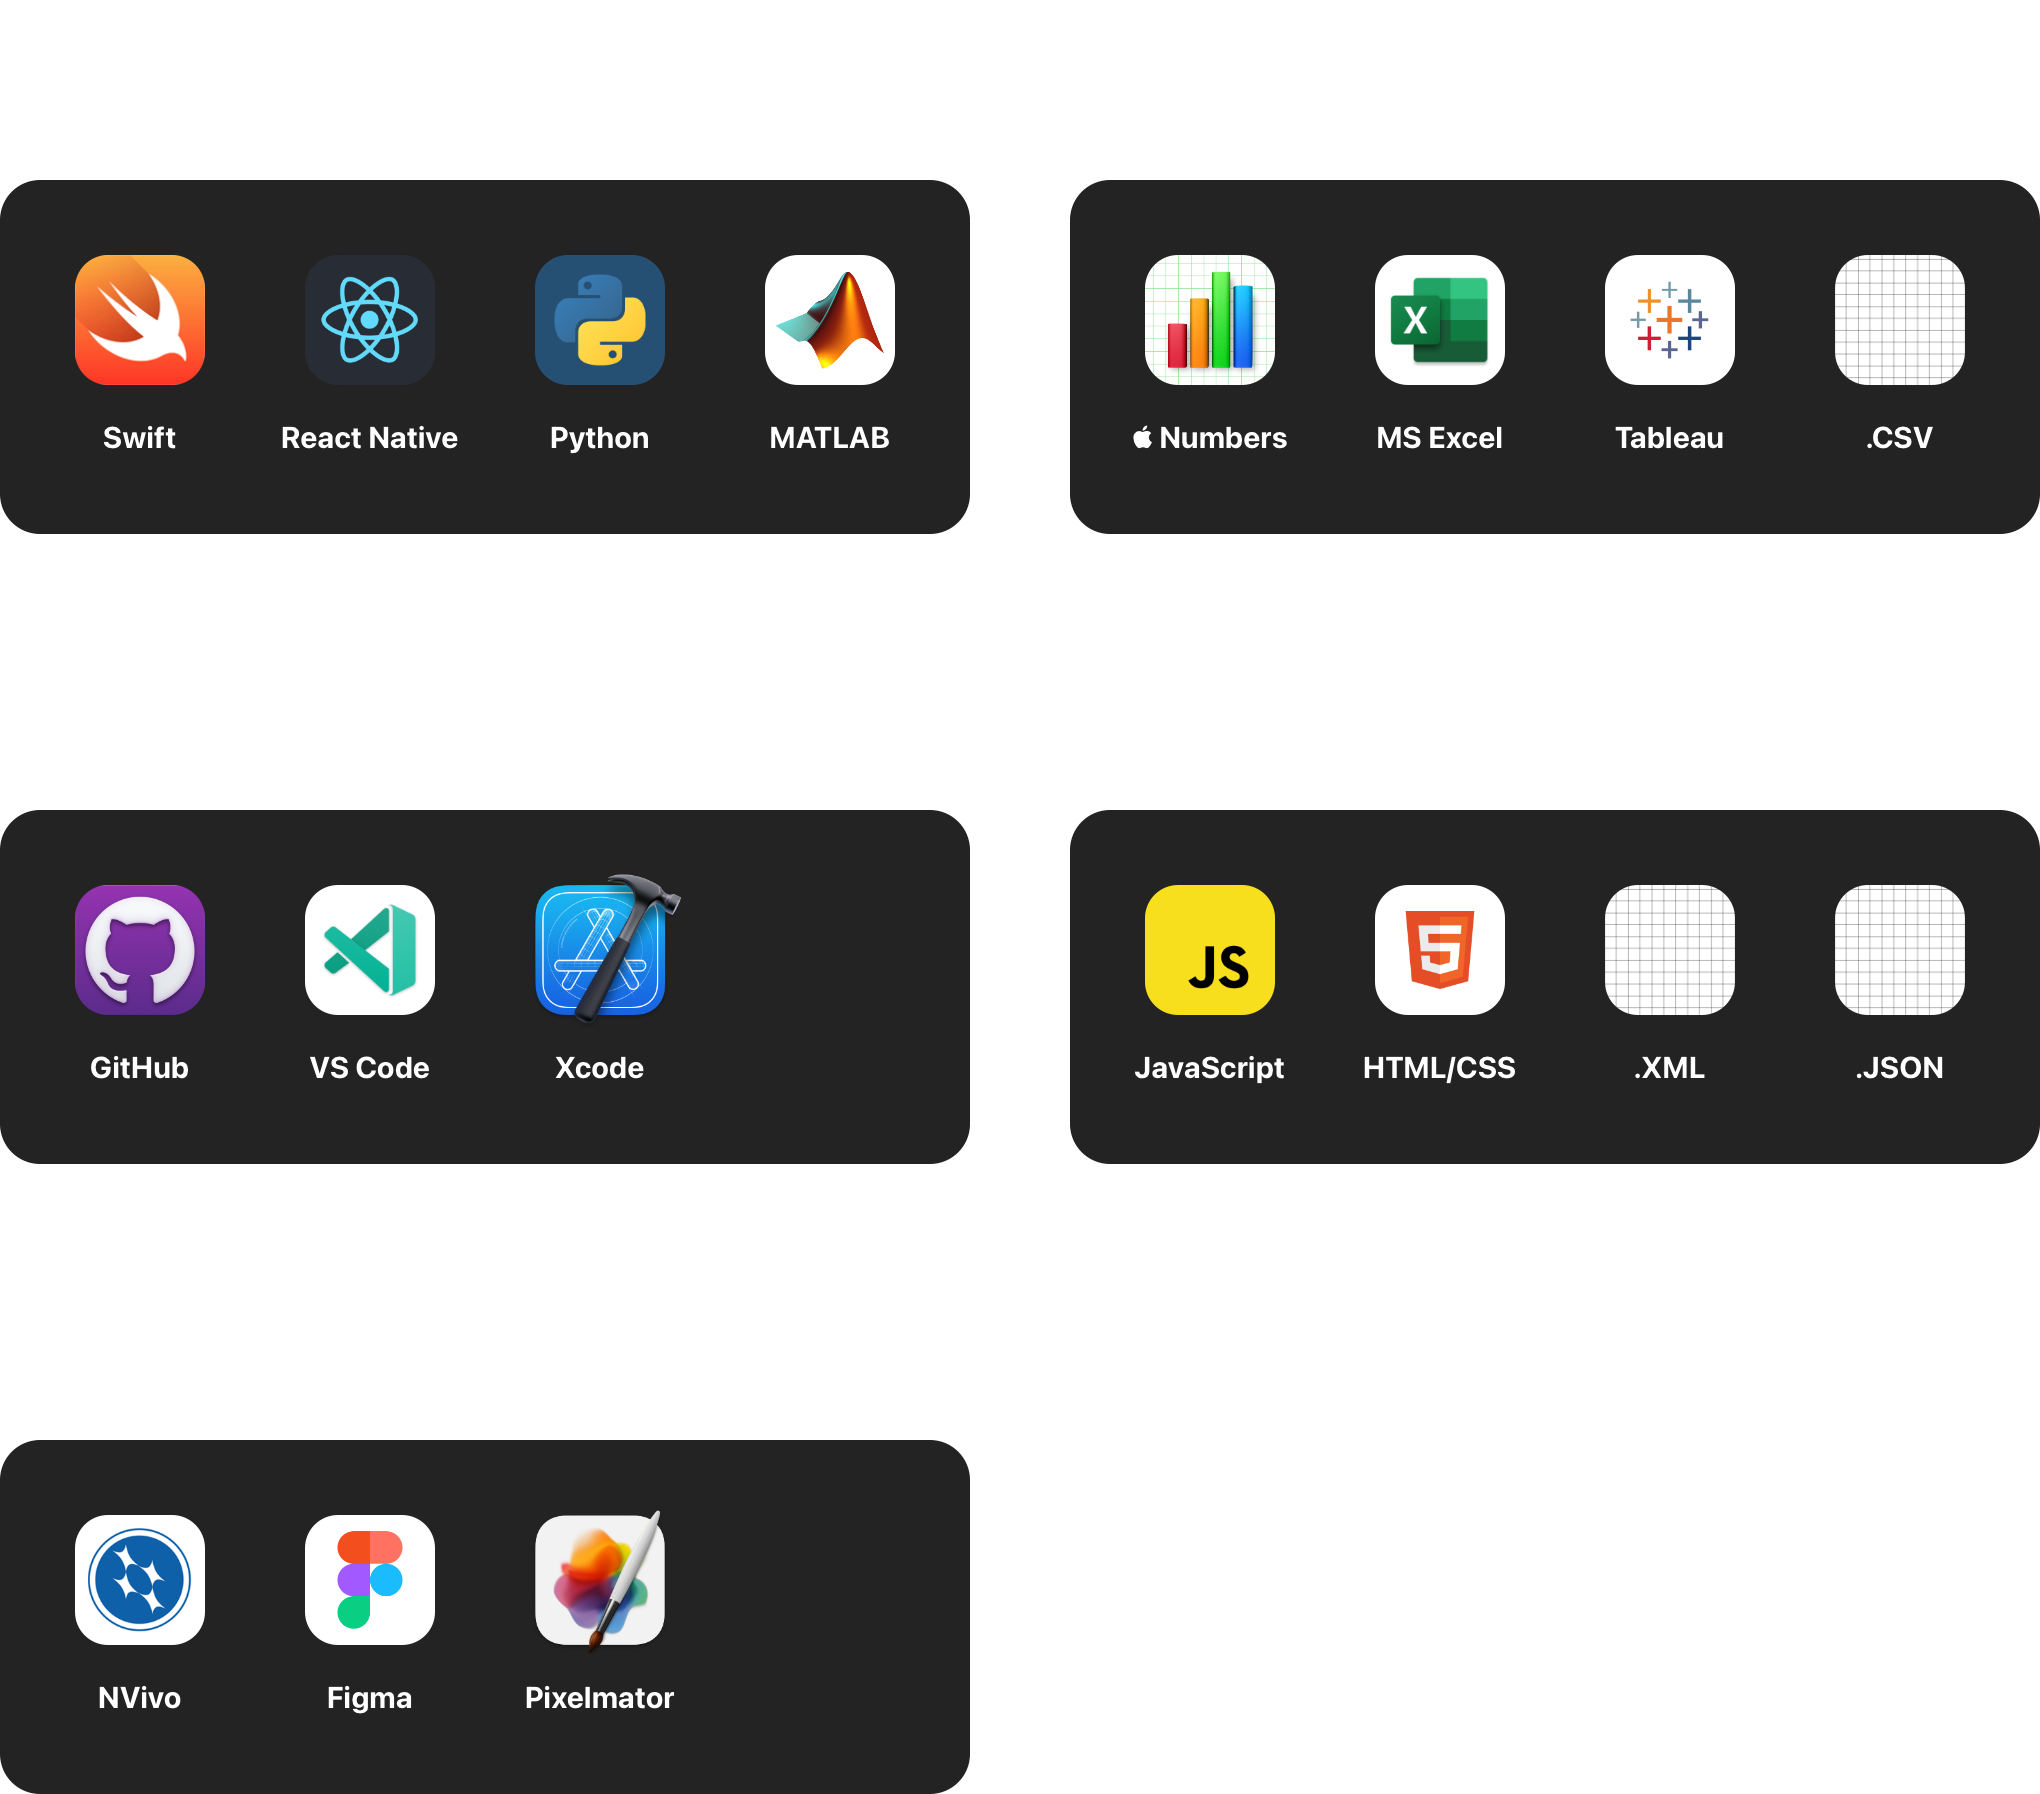 Swift
React Native
Python
MATLAB
Numbers
X
MS Excel
Tableau
.CSV
GitHub
VS Code
Xcode
JS
JavaScript
5
HTML/CSS
.XML
.JSON
NVivo
Figma
Pixelmator